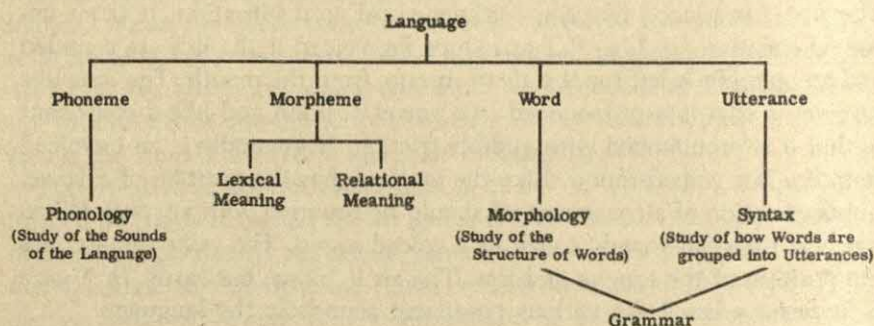 Language
Phoneme Morpheme Word Utterance
Lexical Meaning
Relational Meaning
Phonology
(Study of the Sounds
of the Language)
Morphology
(Study of the
Structure of Words)
Syntax
(Study of how Words are
grouped into Utterances)
Grammar